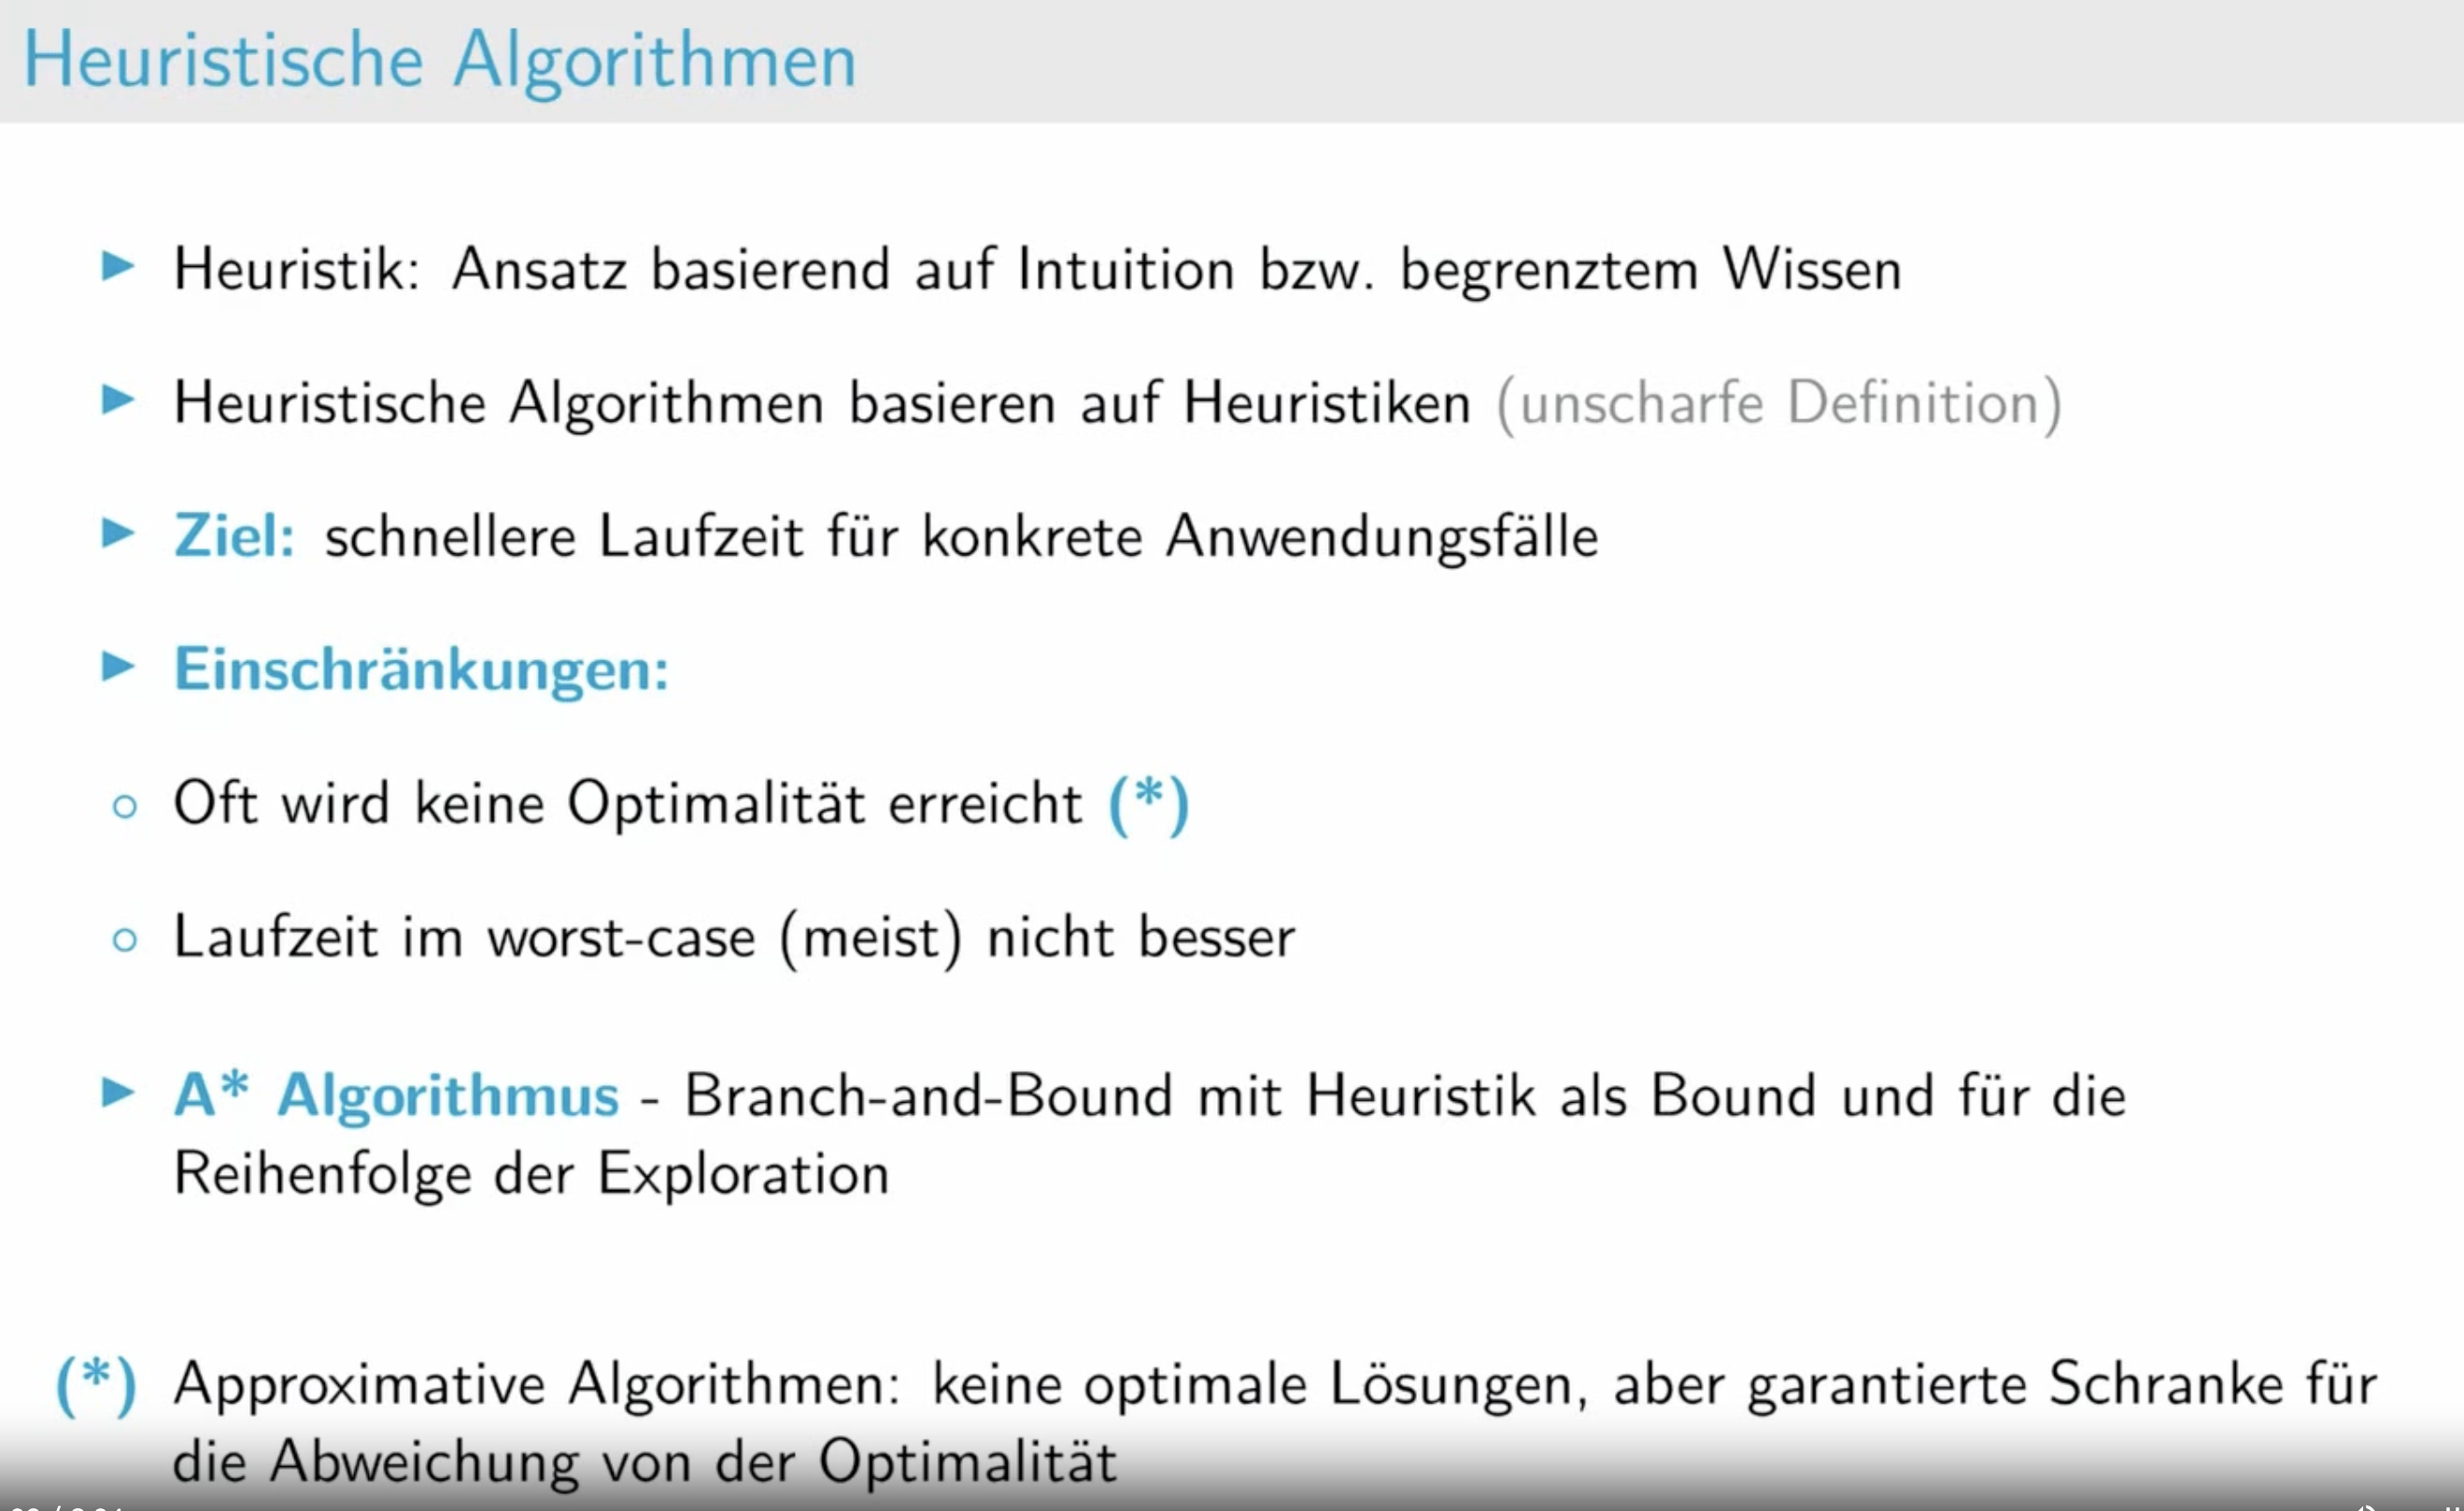 Heuristische Algorithmen
Heuristik: Ansatz basierend auf Intuition bzw. begrenztem Wissen
Heuristische Algorithmen basieren auf Heuristiken (unscharfe Definition)
Ziel: schnellere Laufzeit für konkrete Anwendungsfälle
Einschränkungen:
Oft wird keine Optimalität erreicht (*)
Laufzeit im worst-case (meist) nicht besser
A* Algorithmus - Branch-and-Bound mit Heuristik als Bound und für die
Reihenfolge der Exploration
(*) Approximative Algorithmen: keine optimale Lösungen, aber garantierte Schranke für
die Abweichung von der Optimalität